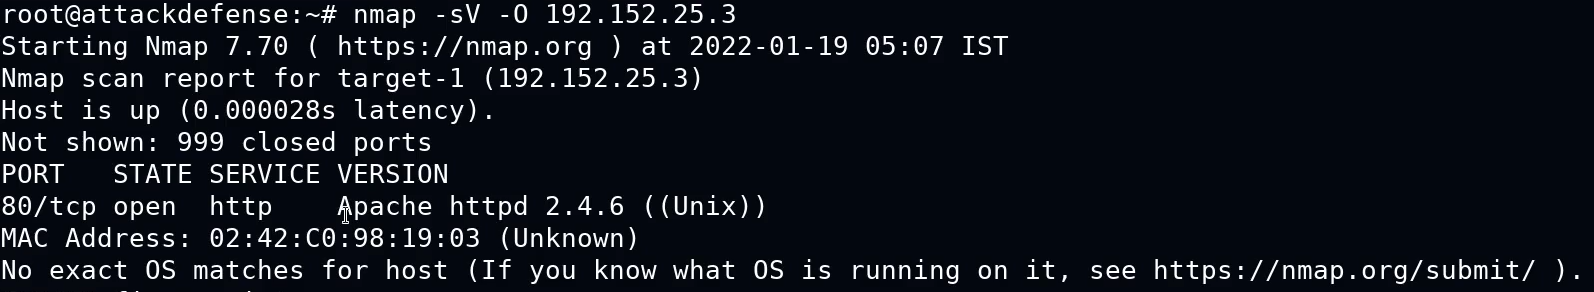 root@attackdefense:~# nmap -sV -O 192.152.25.3
Starting Nmap 7.70 ( https://nmap.org ) at 2022-01-19 05:07 IST
Nmap scan report for target-1 (192.152.25.3)
Host is up (0.000028s latency).
Not shown: 999 closed ports
PORT   STATE SERVICE VERSION
80/tcp open  http    Apache httpd 2.4.6 ((Unix))
MAC Address: 02:42:C0:98:19:03 (Unknown)
No exact OS matches for host (If you know what OS is running on it, see https://nmap.org/submit/ ).